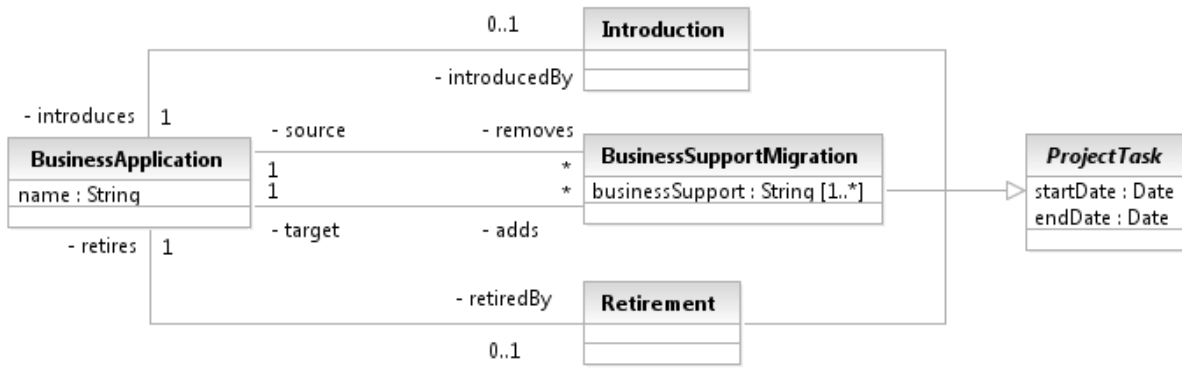 0..1
Introduction
- introducedBy
- introduces
1
- source
- removes
BusinessApplication
name : String
1
*
1
*
BusinessSupportMigration
businessSupport : String [1..*]
ProjectTask
startDate : Date
endDate : Date
- target
- adds
- retires
1
- retiredBy
Retirement
0..1